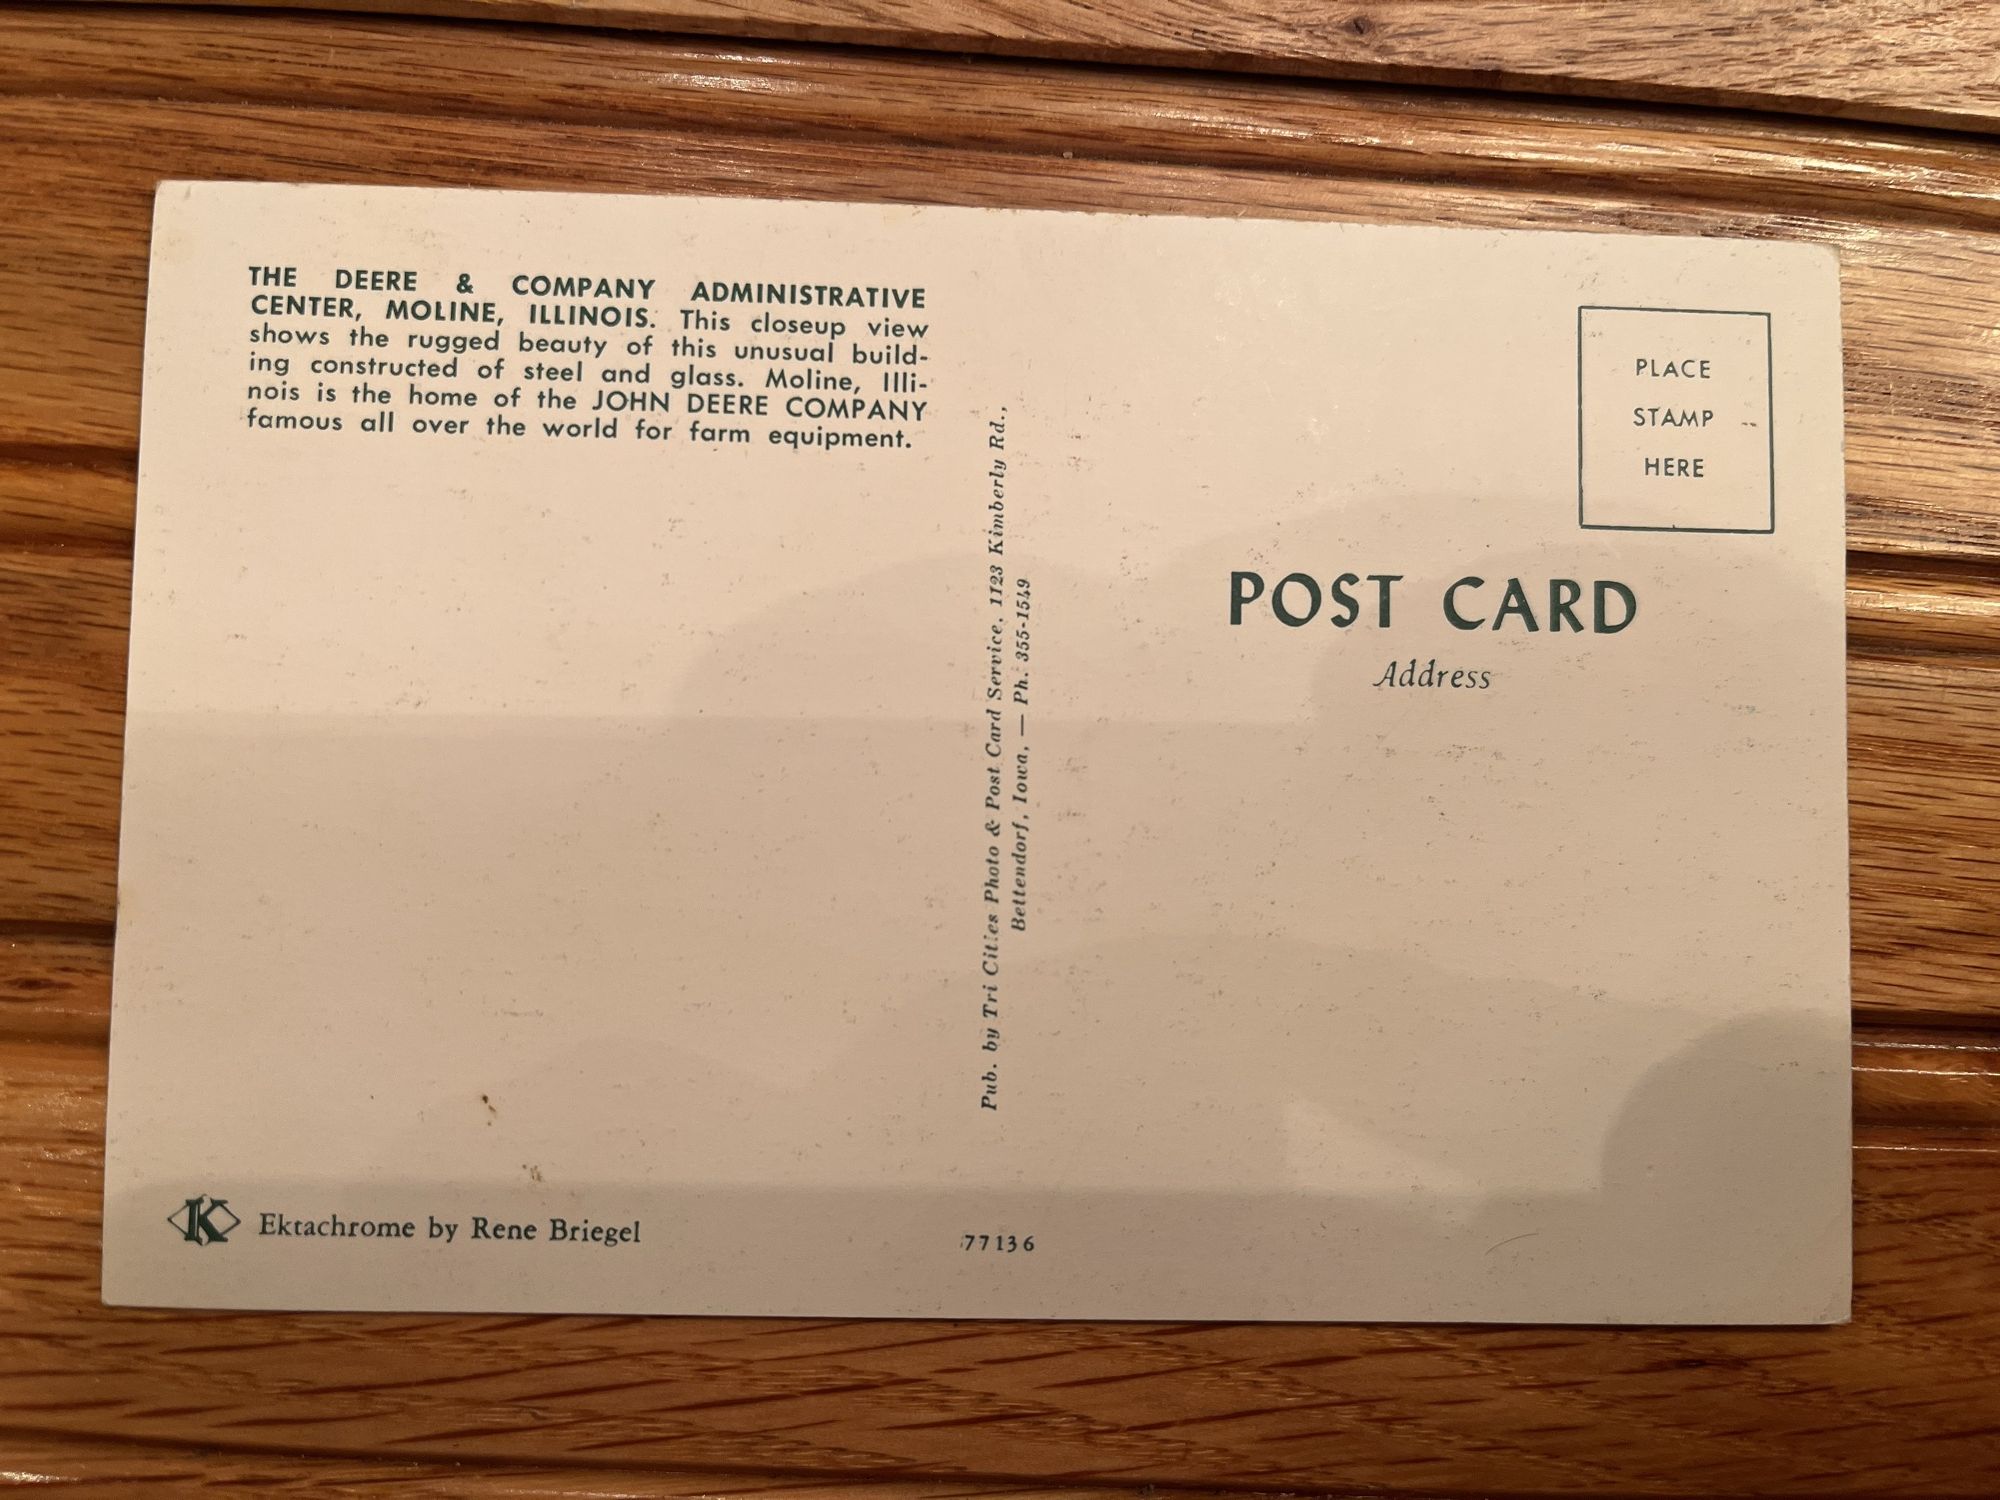 THE DEERE & COMPANY ADMINISTRATIVE
CENTER, MOLINE, ILLINOIS. This closeup view
shows the rugged beauty of this unusual build-
ing constructed of steel and glass. Moline, Illi-
nois is the home of the JOHN DEERE COMPANY
famous all over the world for farm equipment.
Pub. by Tri Cities Photo & Post Card Service, 1123 Kimberly Rd.,
Bettendorf, Iowa, — Ph. 355-1549
PLACE
STAMP
HERE
POST CARD
Address
K Ektachrome by Rene Briegel
77136